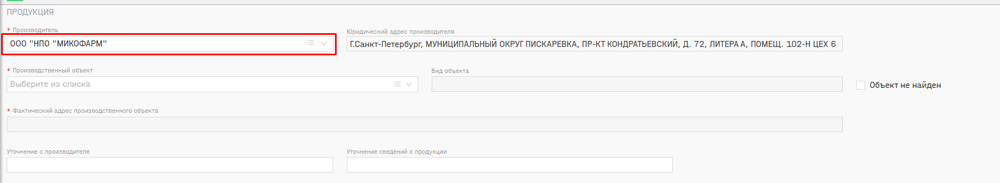 ПРОДУКЦИЯ
* Производитель
ООО "НПО "МИКОФАРМ"
Юридический адрес производителя
Г.Санкт-Петербург, МУНИЦИПАЛЬНЫЙ ОКРУГ ПИСКАРЕВКА, ПР-КТ КОНДРАТЬЕВСКИЙ, Д. 72, ЛИТЕРА А, ПОМЕЩ. 102-Н ЦЕХ 6
* Производственный объект
Выберите из списка
Вид объекта
Объект не найден
* Фактический адрес производственного объекта
Уточнение о производителе
Уточнение сведений о продукции